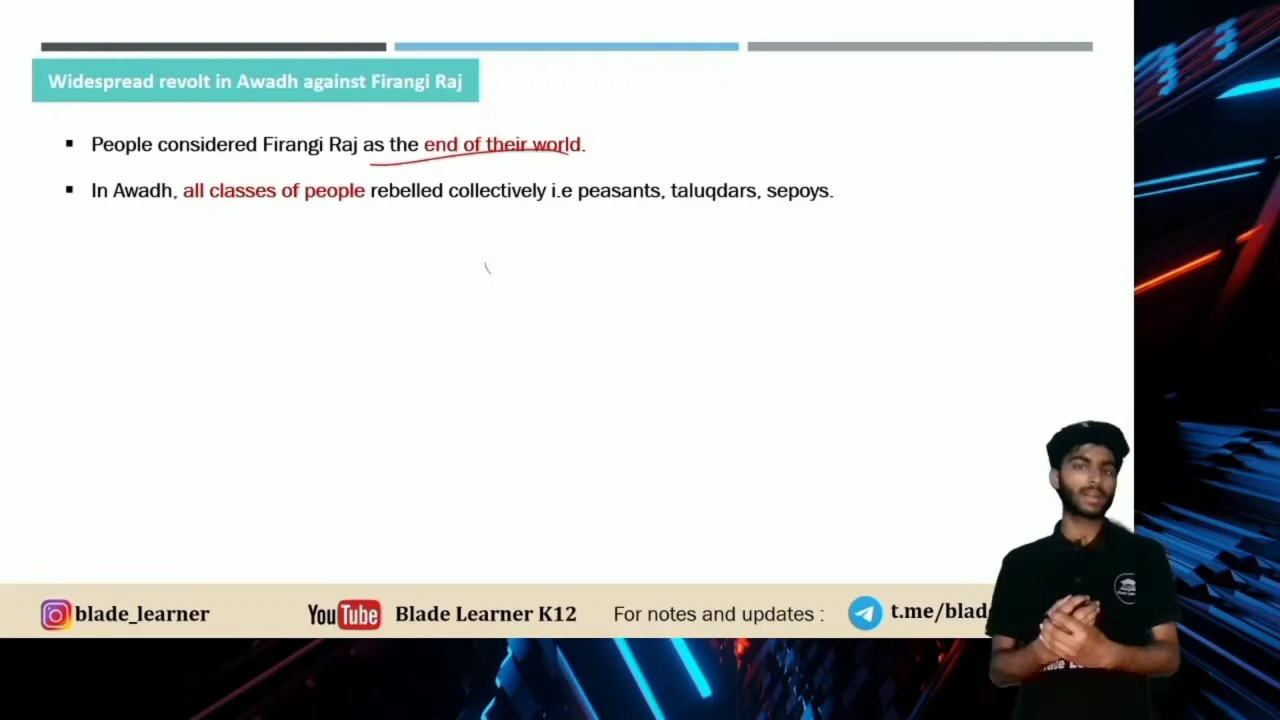 Widespread revolt in Awadh against Firangi Raj
People considered Firangi Raj as the end of their world.
In Awadh, all classes of people rebelled collectively i.e peasants, taluqdars, sepoys.
blade_learner
YouTube
Blade Learner K12
For notes and updates :
t.me/blad